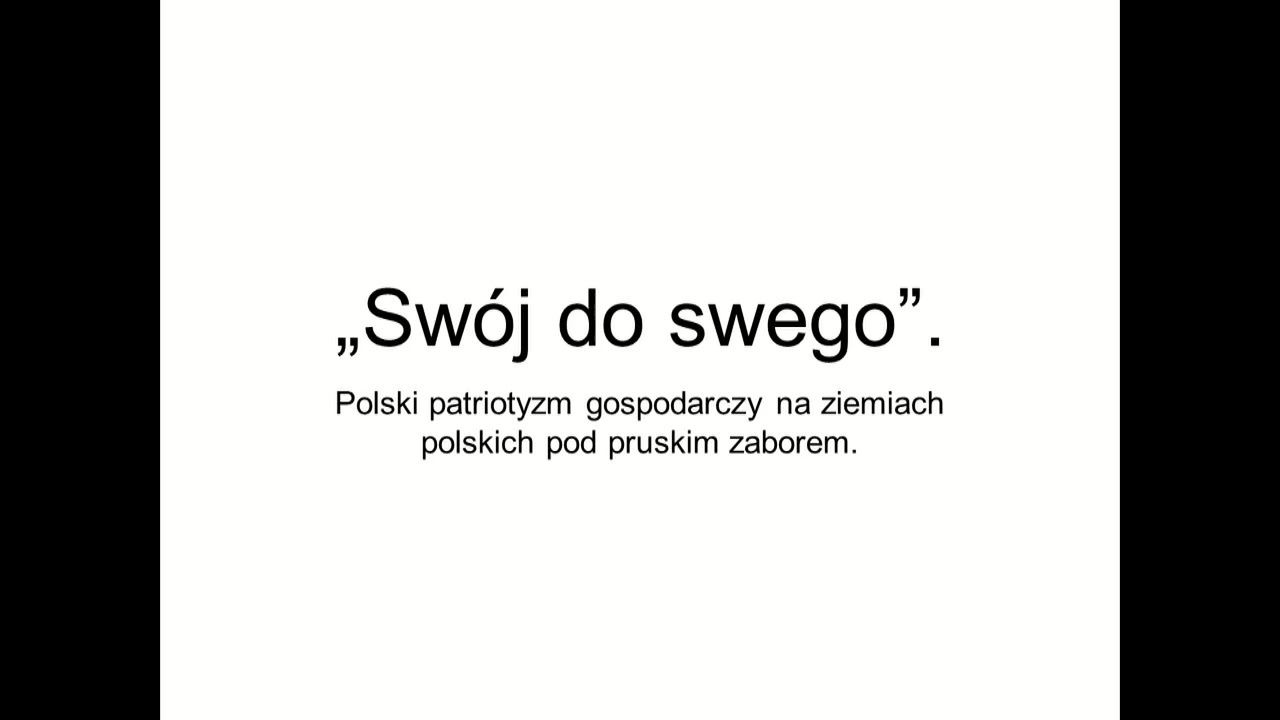 „Swój do swego”.
Polski patriotyzm gospodarczy na ziemiach
polskich pod pruskim zaborem.